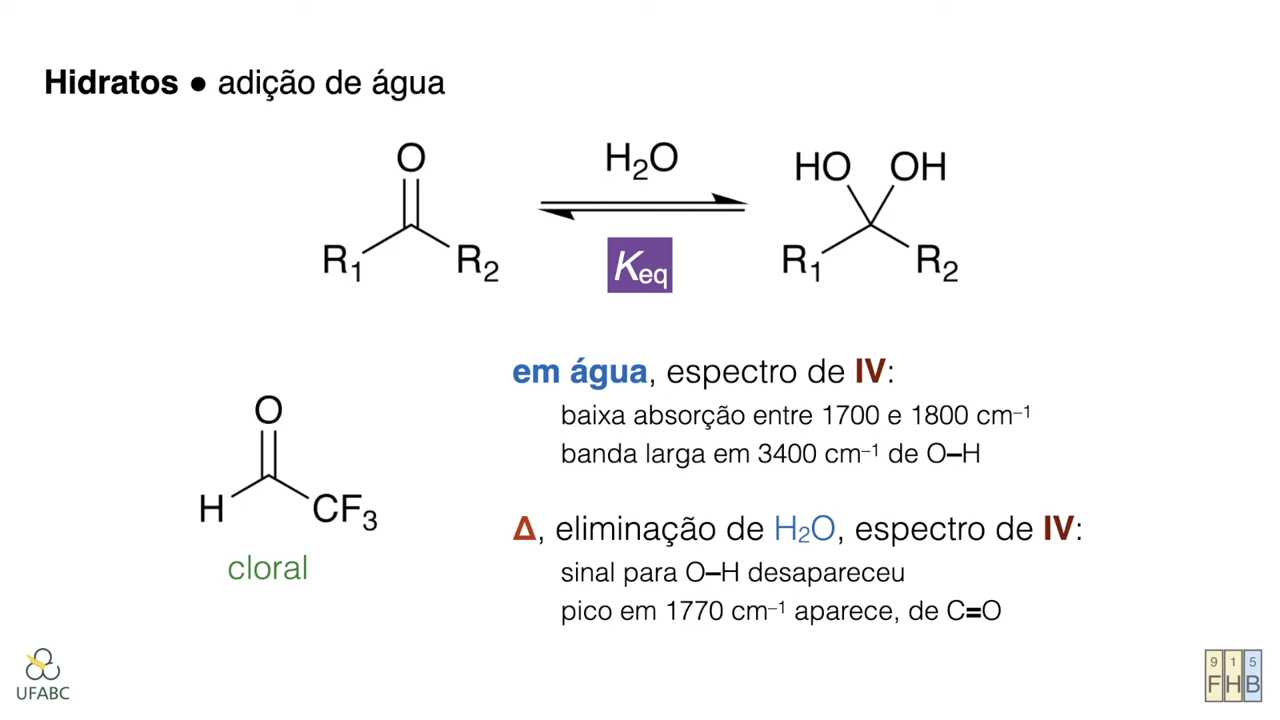 Hidratos ● adição de água
O
H₂O
HO OH
R₁ R₂
Keq
R₁ R₂
em água, espectro de IV:
baixa absorção entre 1700 e 1800 cm⁻¹
banda larga em 3400 cm⁻¹ de O–H
O
H CF₃
cloral
Δ, eliminação de H₂O, espectro de IV:
sinal para O–H desapareceu
pico em 1770 cm⁻¹ aparece, de C=O
UFABC
9 1 5
F H B